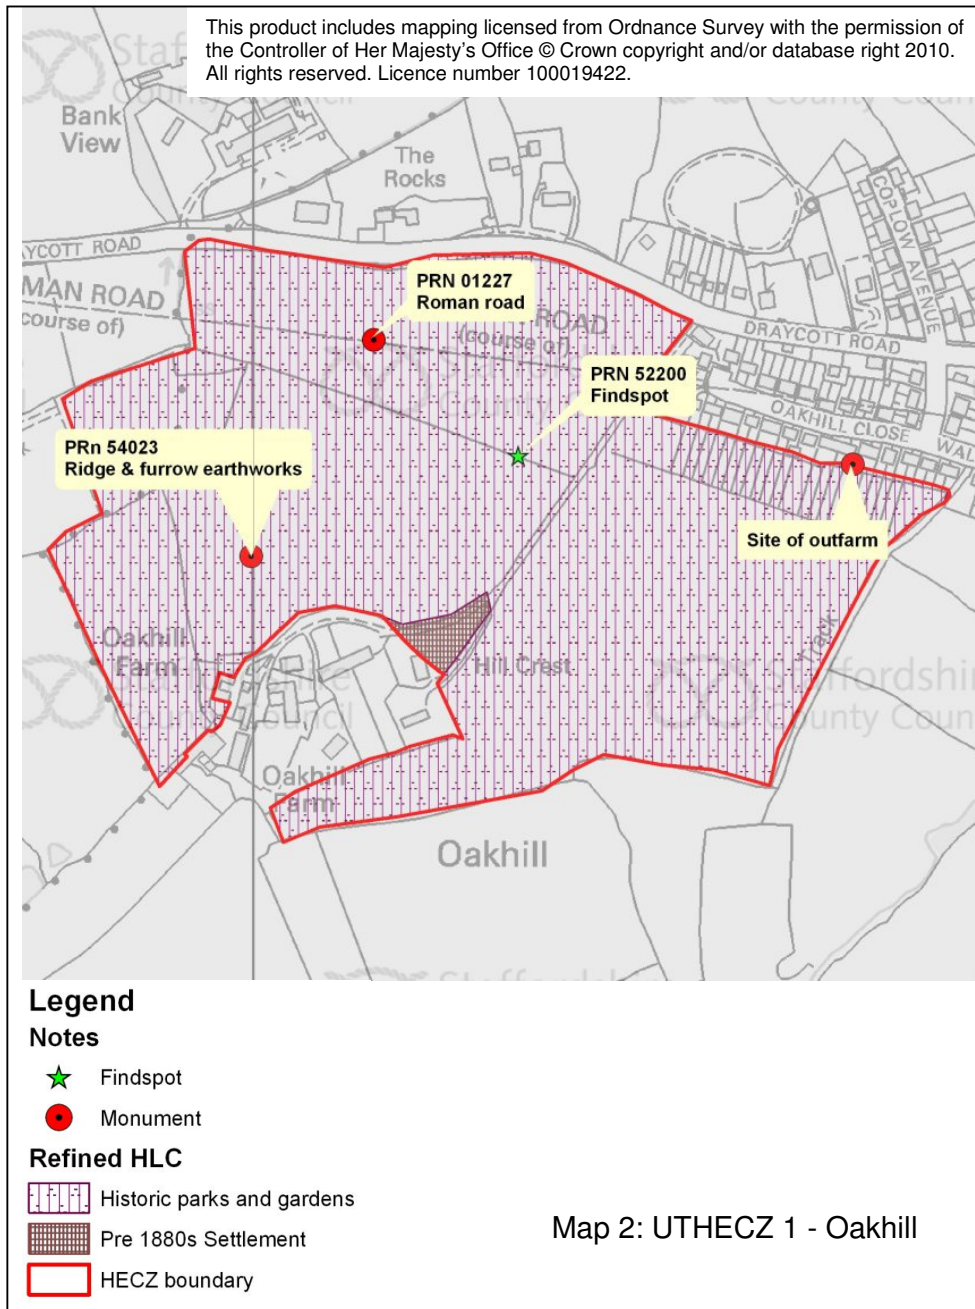 This product includes mapping licensed from Ordnance Survey with the permission of
the Controller of Her Majesty's Office © Crown copyright and/or database right 2010.
All rights reserved. Licence number 100019422.
Bank
View
The
Rocks
COPLOW AVENUE
DRAYCOTT ROAD
PRN 01227
Roman road
MAN ROAD
(course of)
ROAD
(course of)
DRAYCOTT ROAD
PRN 52200
Findspot
OAKHILL CLOSE
PRn 54023
Ridge & furrow earthworks
Site of outfarm
Oakhill
Farm
Hill Crest
Track
Staffordshire
County Coun
Oakhill
Farm
Oakhill
Legend
Notes
Findspot
Monument
Refined HLC
Historic parks and gardens
Pre 1880s Settlement
HECZ boundary
Map 2: UTHECZ 1 - Oakhill